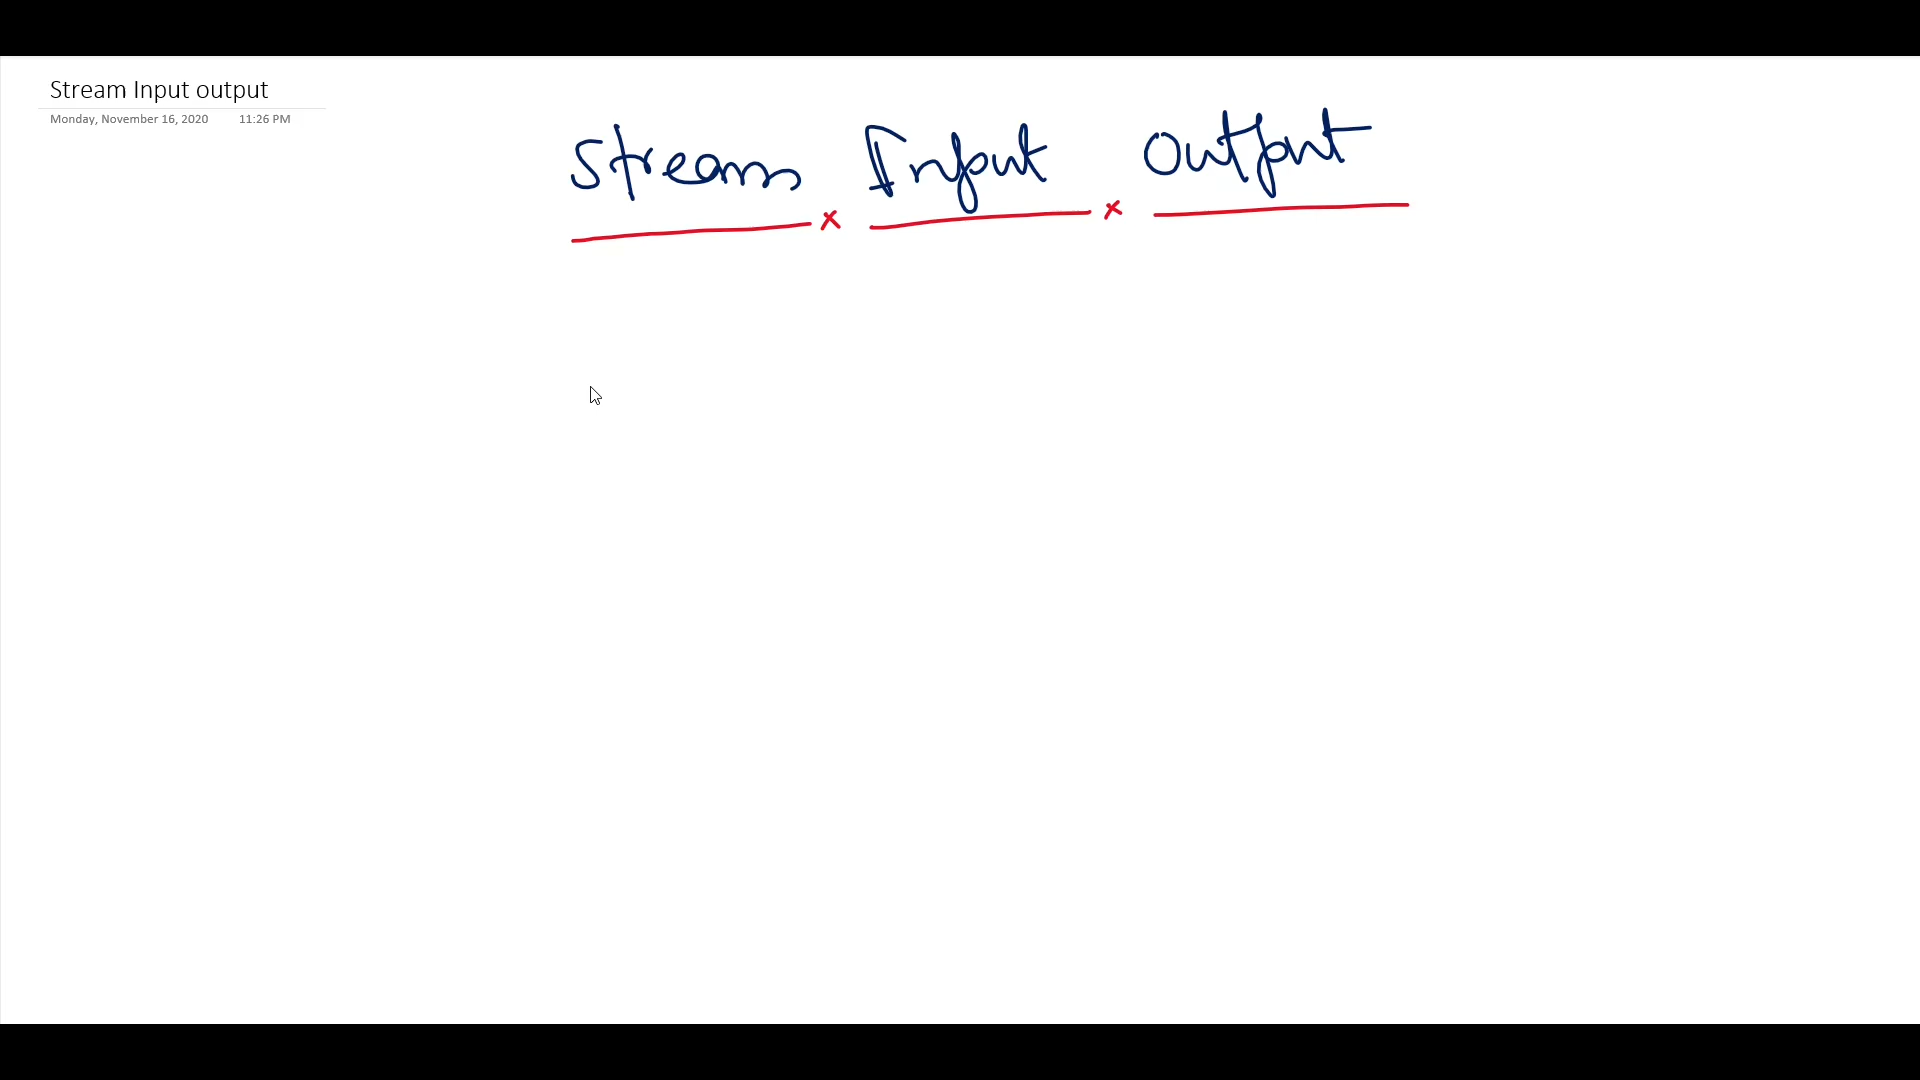 Stream Input output
Monday, November 16, 2020 11:26 PM
Stream Input Output